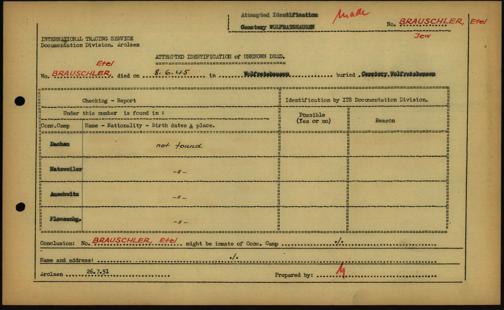 Attempted Identification
Cemetery WOLFRATSHAUSEN
Male
No. BRAUSCHLER, Etel
Jew
INTERNATIONAL TRACING SERVICE
Documentation Division. Arolsen
ATTEMPTED IDENTIFICATION of UNKNOWN DEAD.
Etel
No. BRAUSCHLER, died on 8.6.45 in Wolfratshausen buried Cemetery Wolfratshausen
Checking - Report
Identification by ITS Documentation Division.
Under this number is found in :
Possible
(Yes or no)
Reason
Conc.Camp
Name - Nationality - Birth dates & place.
Dachau
not found
Natzweiler
-"-
Auschwitz
-"-
Flossenbg.
-"-
Conclusion: No. BRAUSCHLER, Etel might be inmate of Conc. Camp ./.
Name and address: ./.
Arolsen 26.7.51
Prepared by: